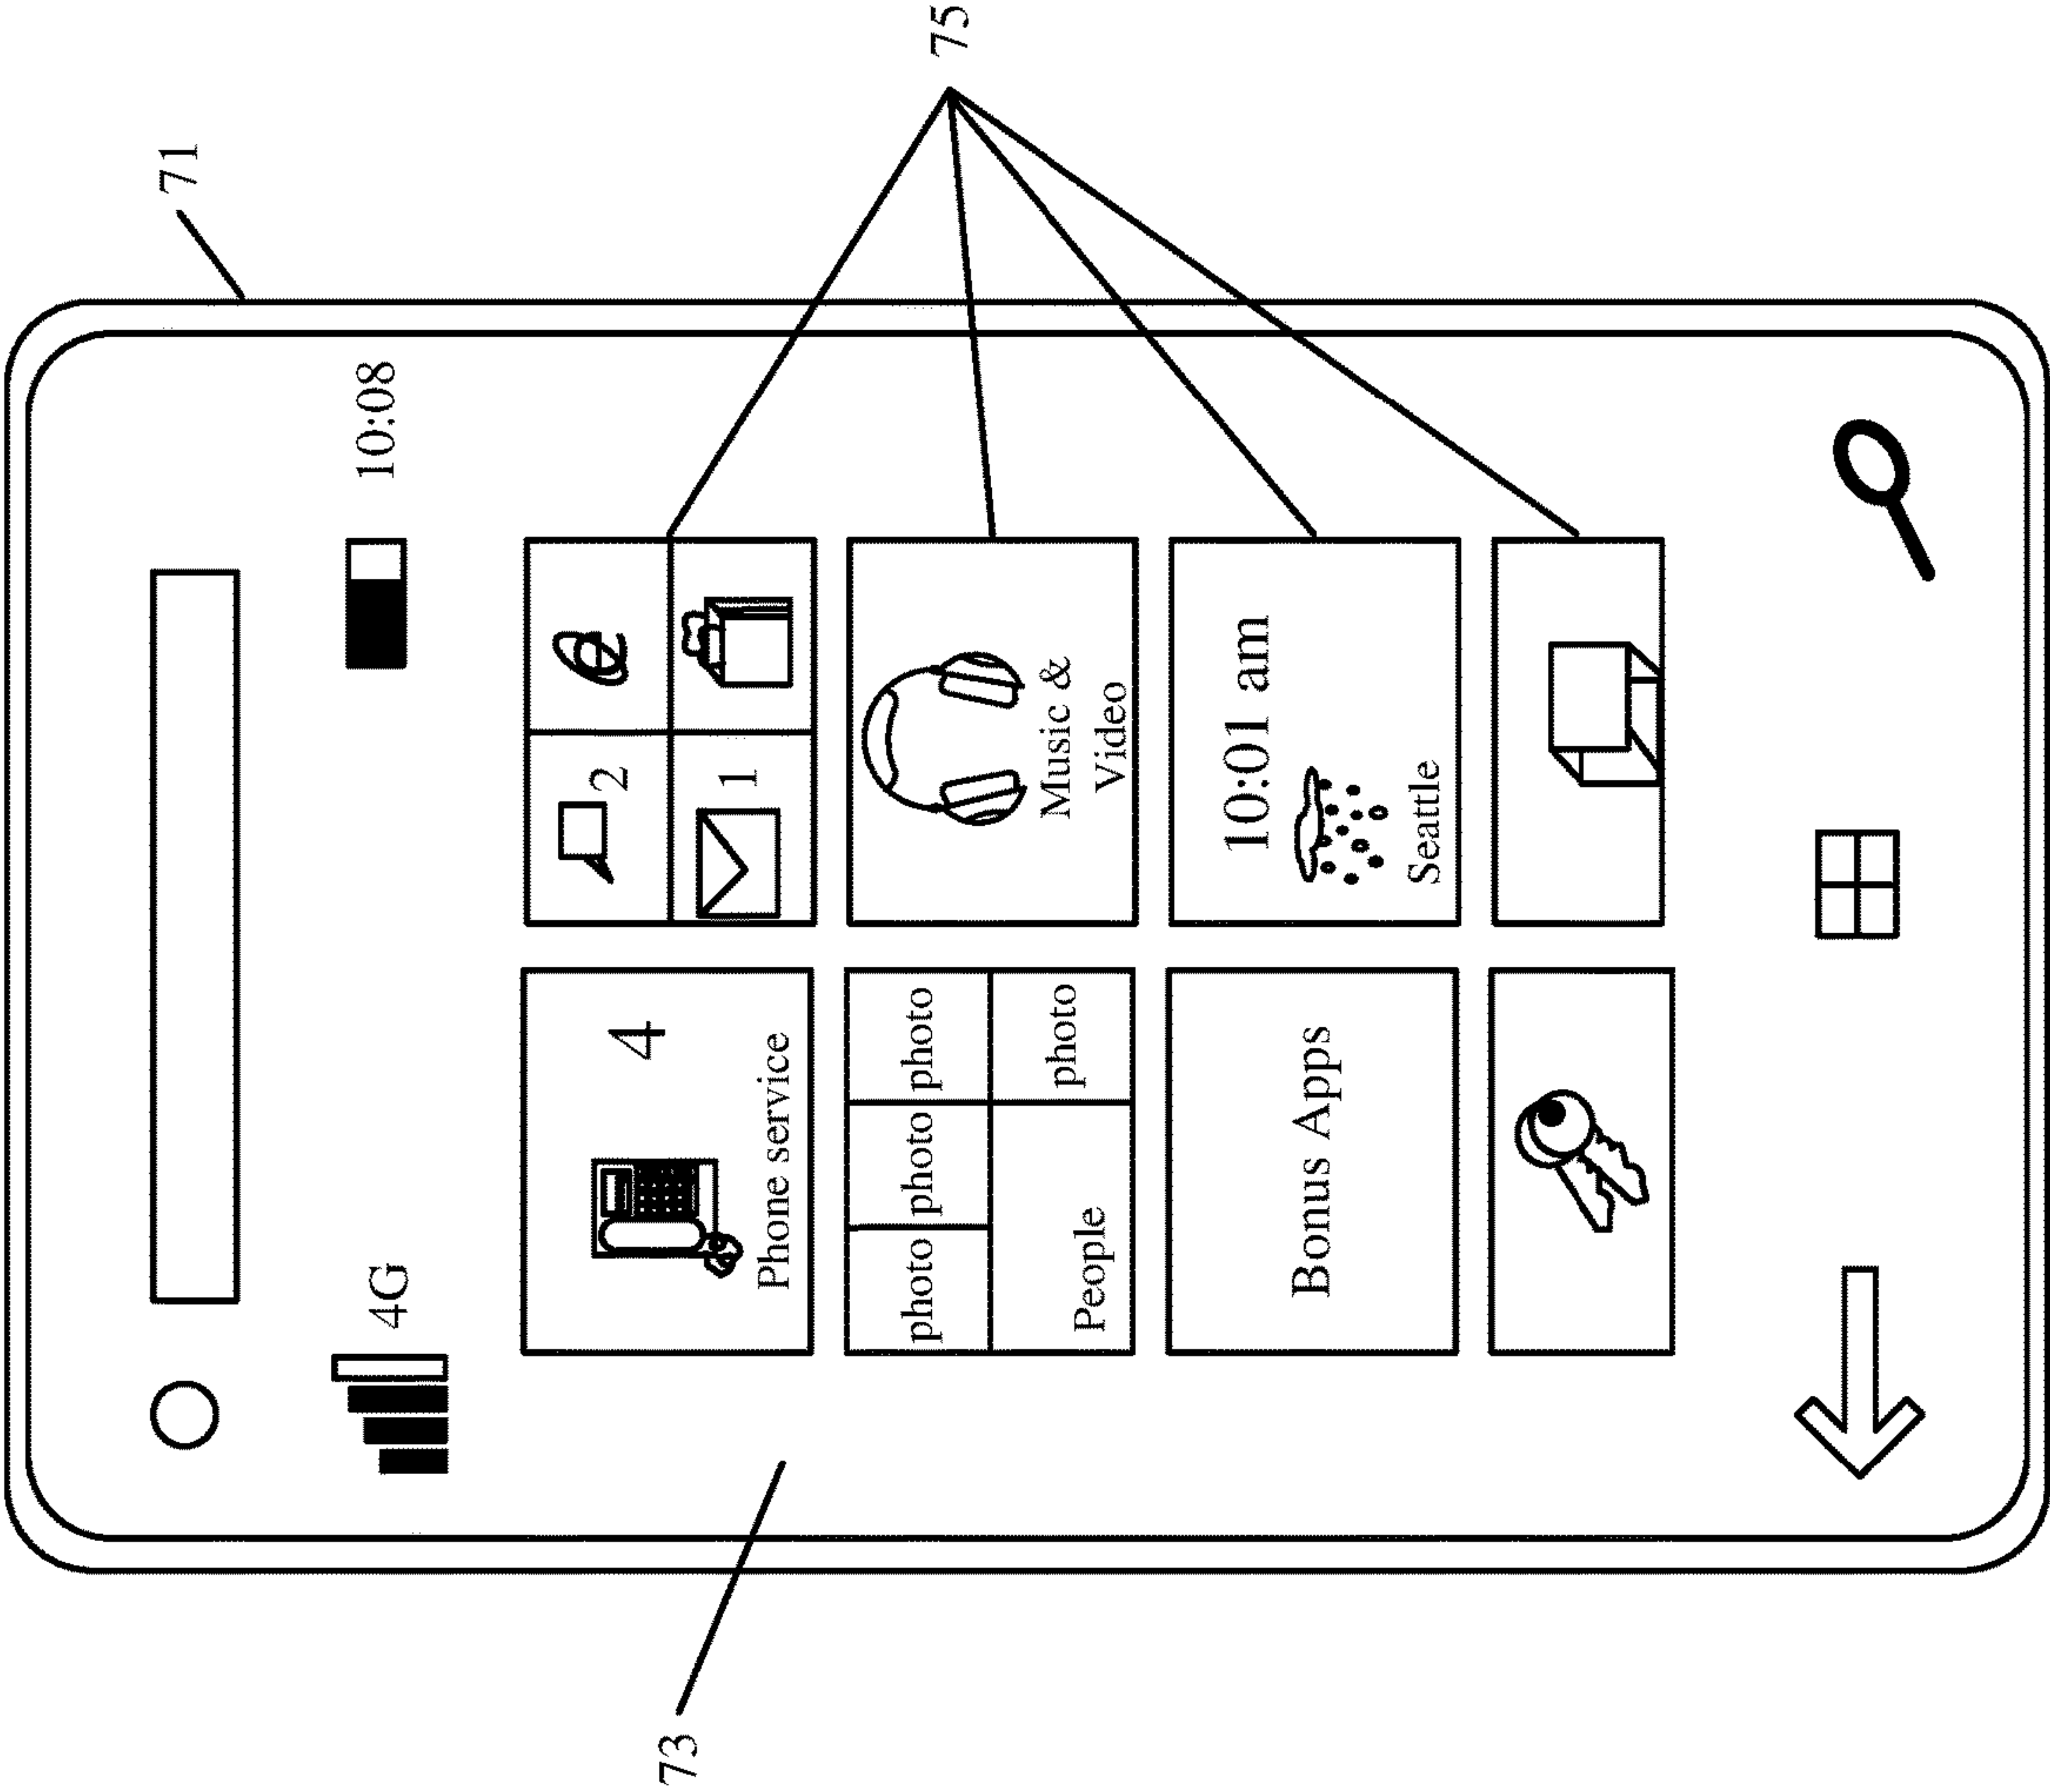 71
4G
10:08
4
Phone service
2
1
75
photo
photo
photo
photo
People
Music &
Video
73
Bonus Apps
10:01 am
Seattle